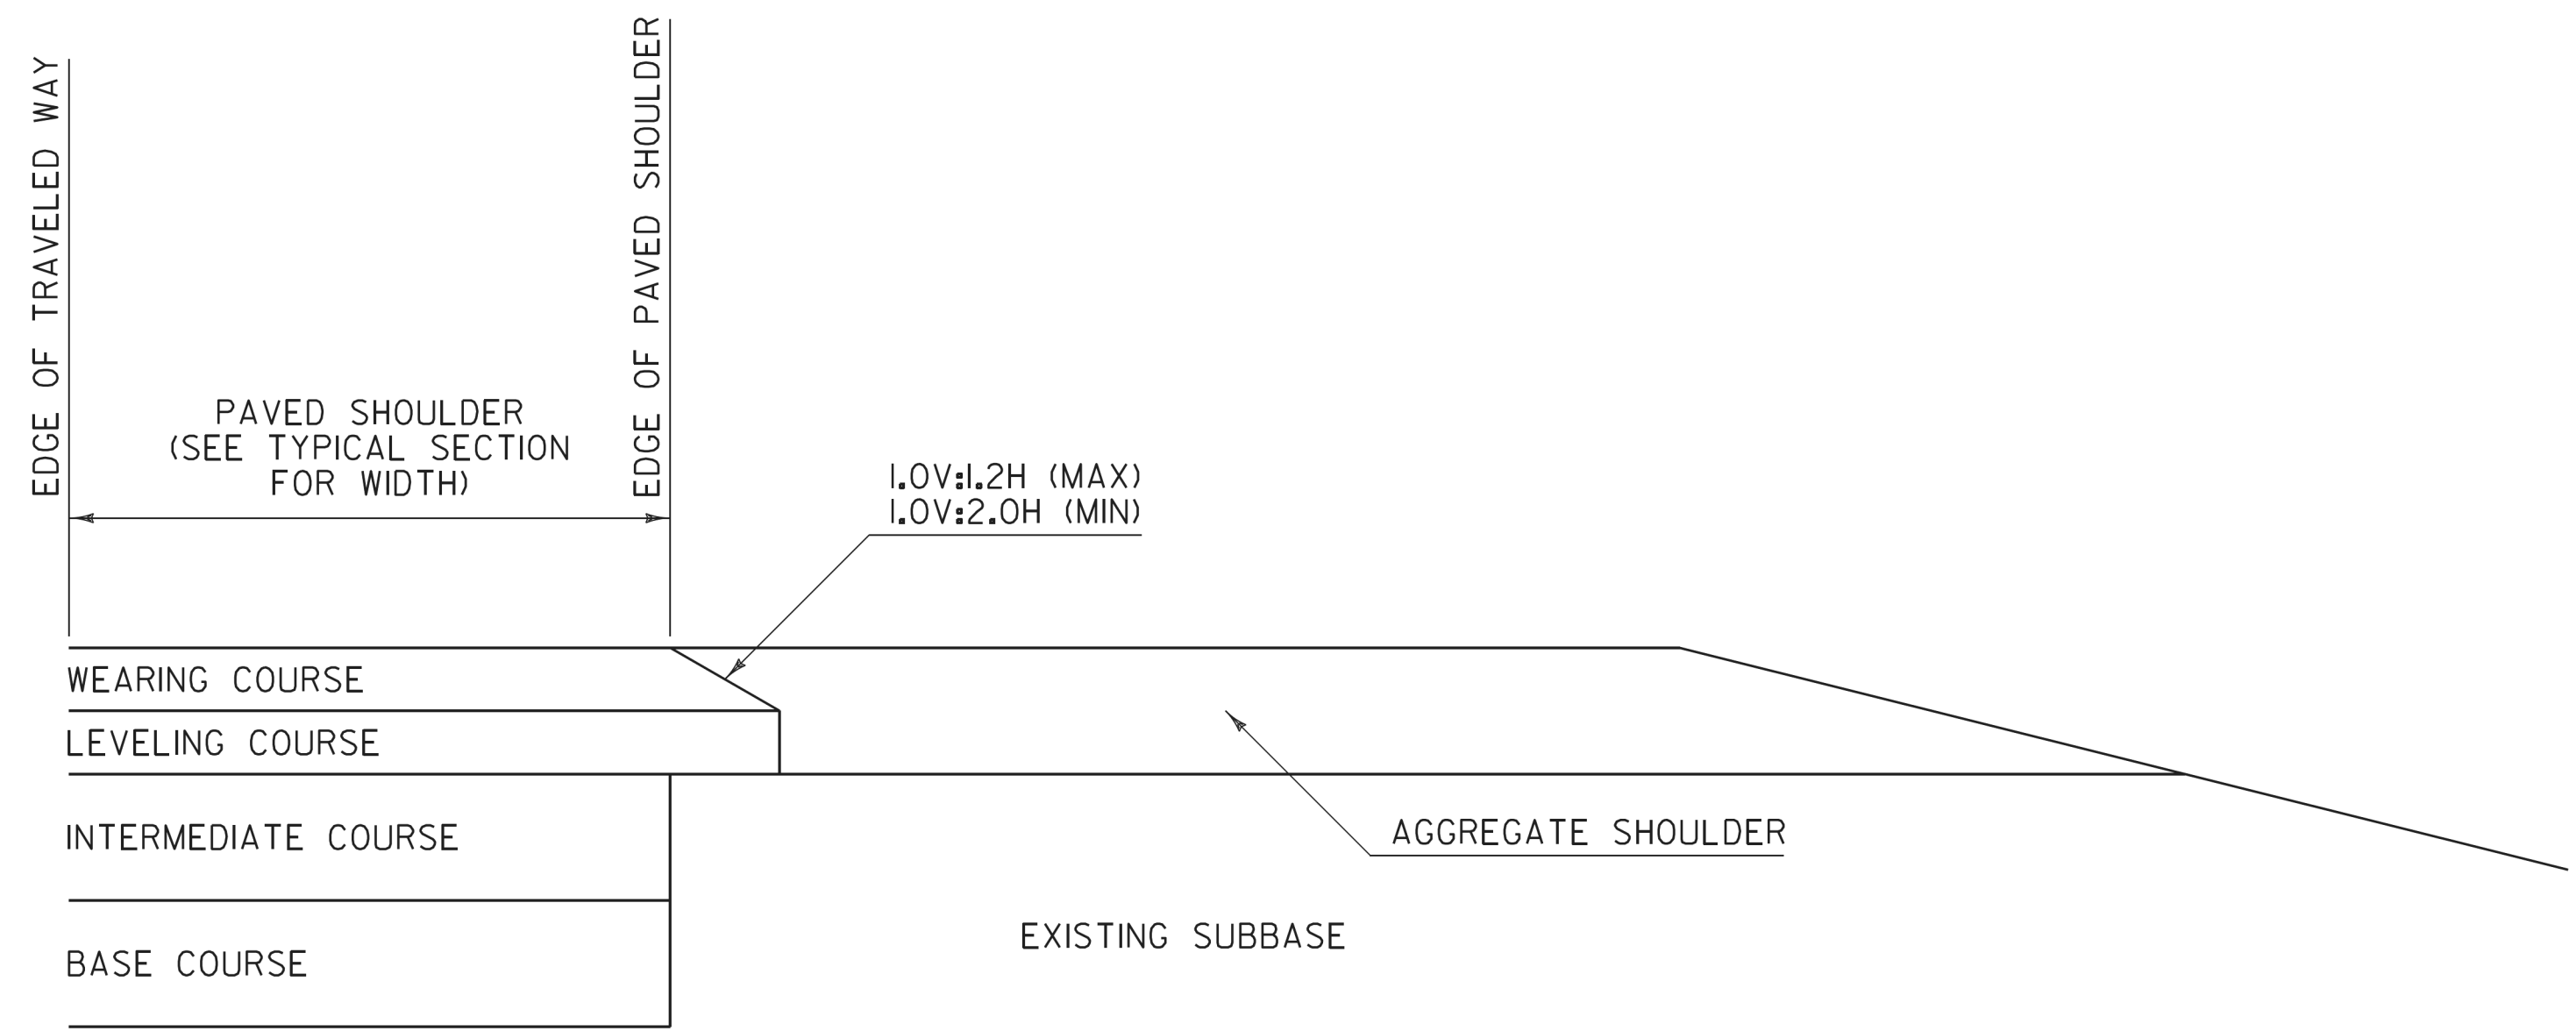 EDGE OF TRAVELED WAY
EDGE OF PAVED SHOULDER
PAVED SHOULDER
(SEE TYPICAL SECTION
FOR WIDTH)
1.0V:1.2H (MAX)
1.0V:2.0H (MIN)
WEARING COURSE
LEVELING COURSE
INTERMEDIATE COURSE
AGGREGATE SHOULDER
EXISTING SUBBASE
BASE COURSE